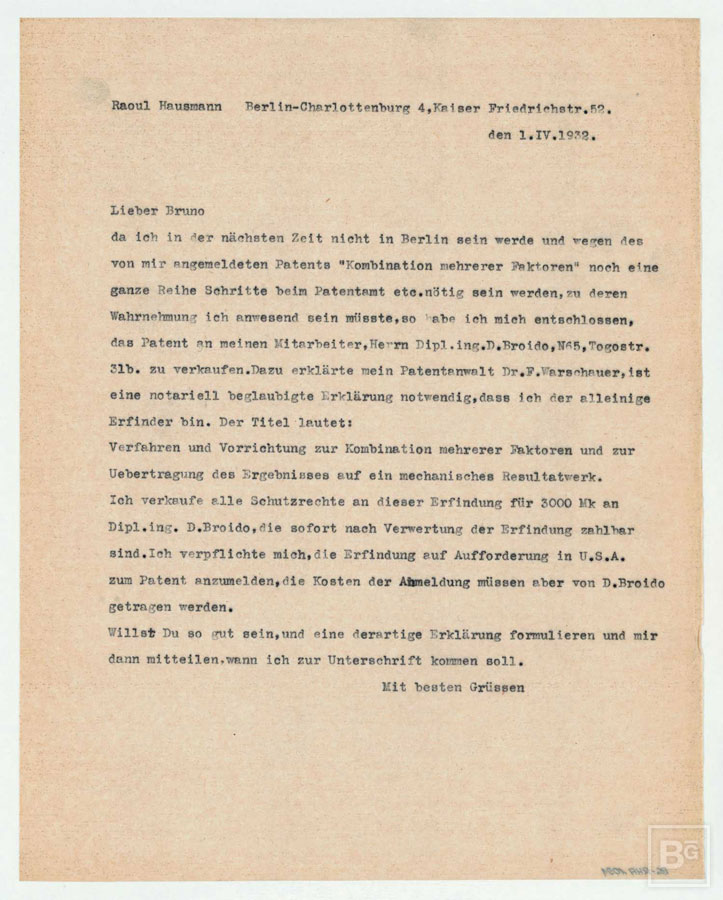 Raoul Hausmann Berlin-Charlottenburg 4,Kaiser Friedrichstr.52.
den 1.IV.1932.
Lieber Bruno
da ich in der nächsten Zeit nicht in Berlin sein werde und wegen des
von mir angemeldeten Patents "Kombination mehrerer Faktoren" noch eine
ganze Reihe Schritte beim Patentamt etc.nötig sein werden,zu deren
Wahrnehmung ich anwesend sein müsste,so habe ich mich entschlossen,
das Patent an meinen Mitarbeiter,Herrn Dipl.ing.D.Broido,N65,Togostr.
31b. zu verkaufen.Dazu erklärte mein Patentanwalt Dr.F.Warschauer,ist
eine notariell beglaubigte Erklärung notwendig,dass ich der alleinige
Erfinder bin. Der Titel lautet:
Verfahren und Vorrichtung zur Kombination mehrerer Faktoren und zur
Uebertragung des Ergebnisses auf ein mechanisches Resultatwerk.
Ich verkaufe alle Schutzrechte an dieser Erfindung für 3000 Mk an
Dipl.ing. D.Broido,die sofort nach Verwertung der Erfindung zahlbar
sind.Ich verpflichte mich,die Erfindung auf Aufforderung in U.S.A.
zum Patent anzumelden,die Kosten der Anmeldung müssen aber von D.Broido
getragen werden.
Willst Du so gut sein,und eine derartige Erklärung formulieren und mir
dann mitteilen,wann ich zur Unterschrift kommen soll.
Mit besten Grüssen
BG